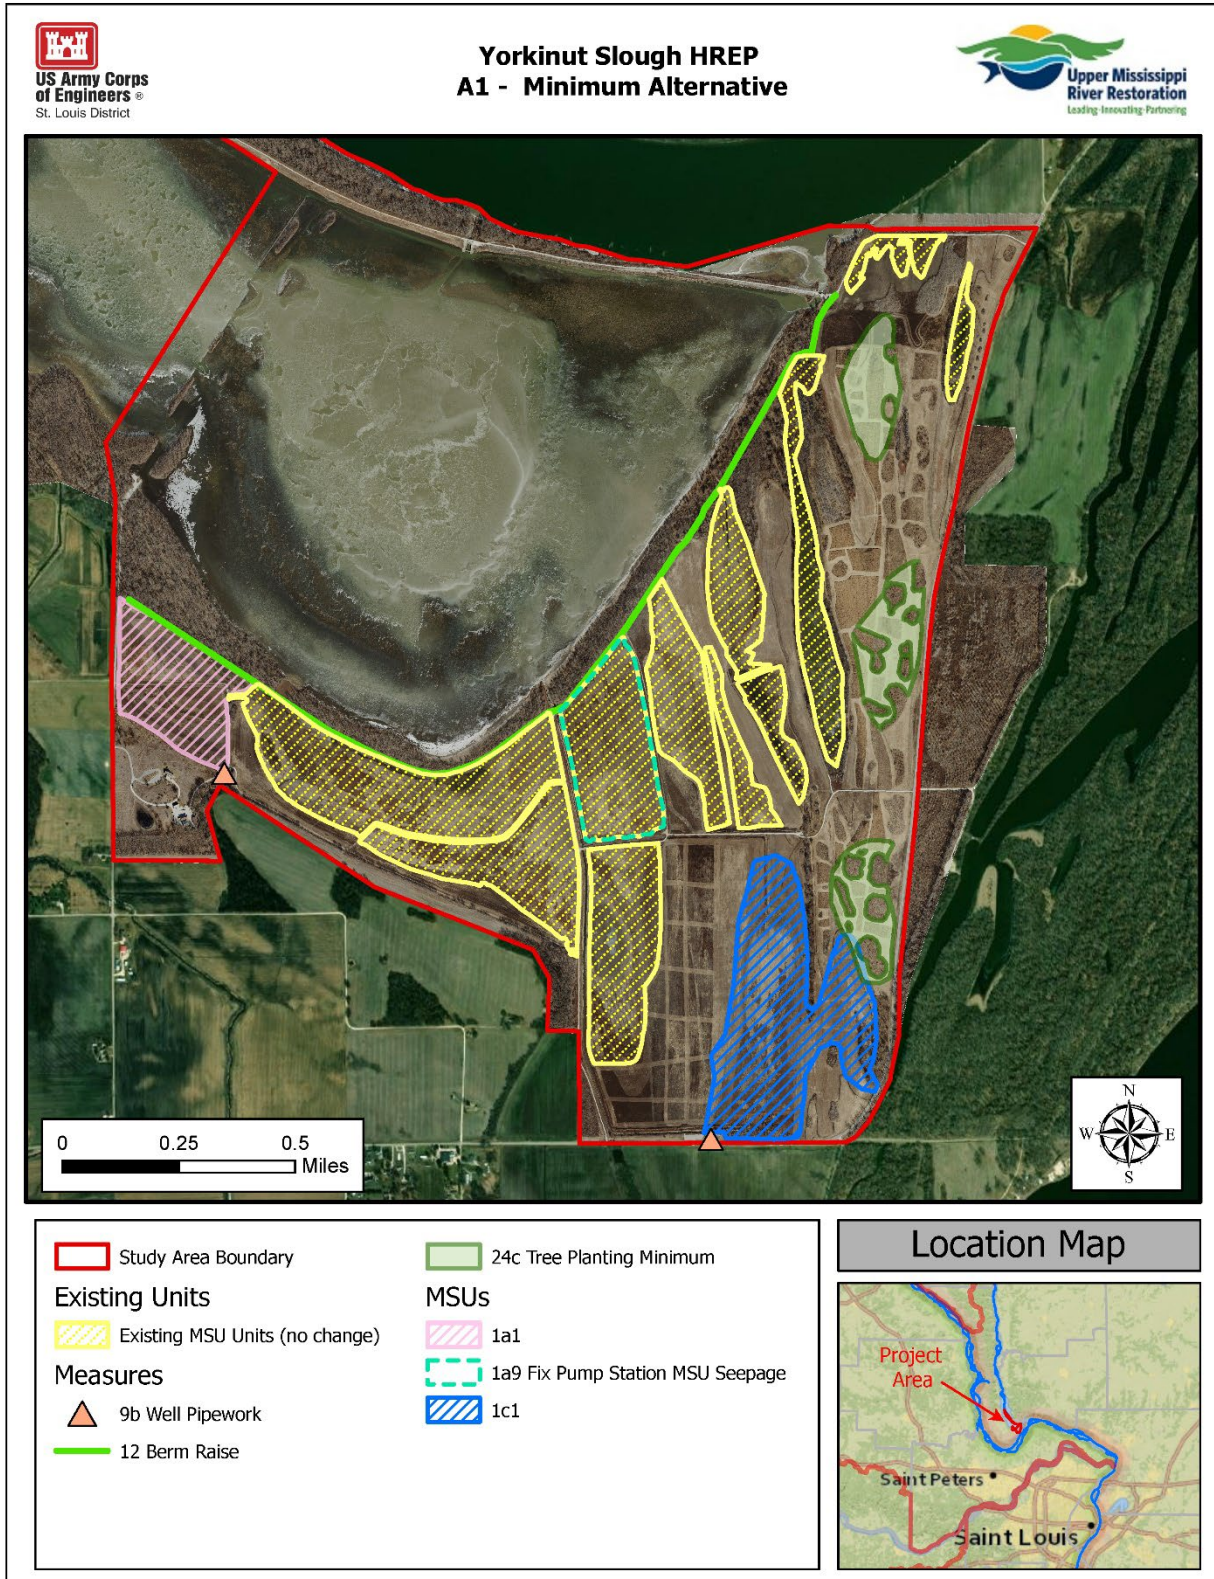 US Army Corps
of Engineers ®
St. Louis District
Yorkinut Slough HREP
A1 - Minimum Alternative
Upper Mississippi
River Restoration
Leading-Innovating-Partnering
0 0.25 0.5
Miles
N
W E
S
Study Area Boundary
Existing Units
Existing MSU Units (no change)
Measures
9b Well Pipework
12 Berm Raise
24c Tree Planting Minimum
MSUs
1a1
1a9 Fix Pump Station MSU Seepage
1c1
Location Map
Project
Area
Saint Peters
Saint Louis